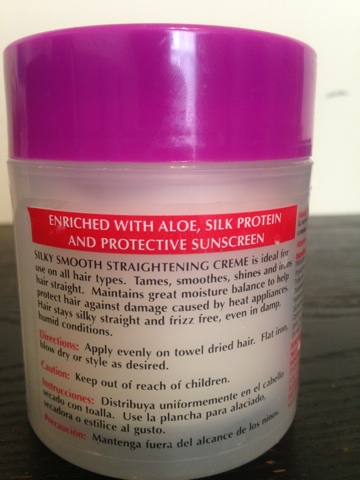 ENRICHED WITH ALOE, SILK PROTEIN
AND PROTECTIVE SUNSCREEN
SILKY SMOOTH STRAIGHTENING CREME is ideal for
use on all hair types. Tames, smoothes, shines and
hair straight. Maintains great moisture balance to help
protect hair against damage caused by heat appliances.
Hair stays silky straight and frizz free, even in damp,
humid conditions.
Directions: Apply evenly on towel dried hair. Flat iron,
blow dry or style as desired.
Caution: Keep out of reach of children.
Instrucciones: Distribuya uniformemente en el cabello
secado con toalla. Use la plancha para alaciado,
secadora o estilice al gusto.
Precaución: Mantenga fuera del alcance de los ninos.